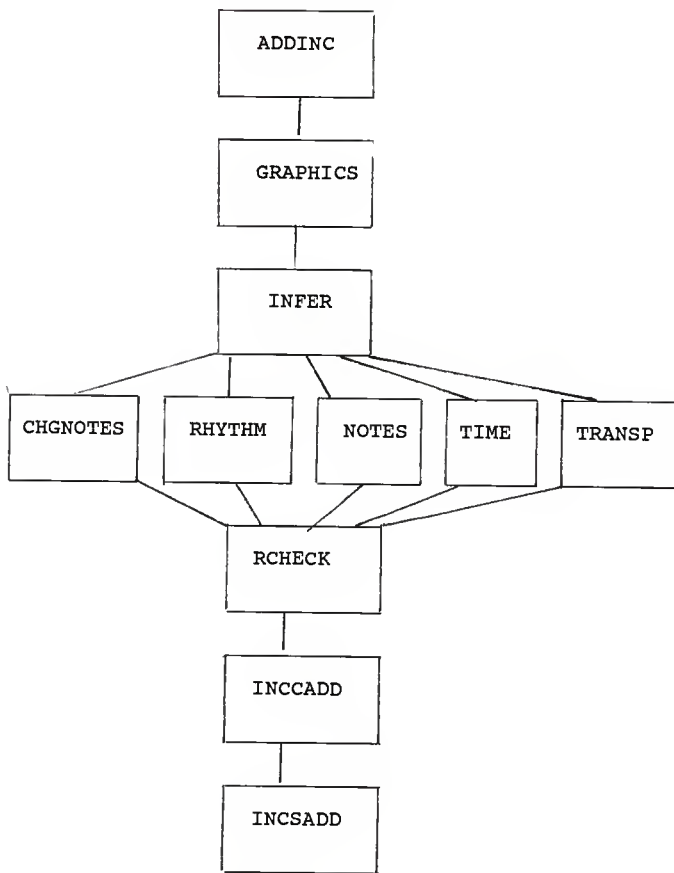 ADDINC
GRAPHICS
INFER
CHGNOTES RHYTHM NOTES TIME TRANSP
RCHECK
INCCADD
INCSADD